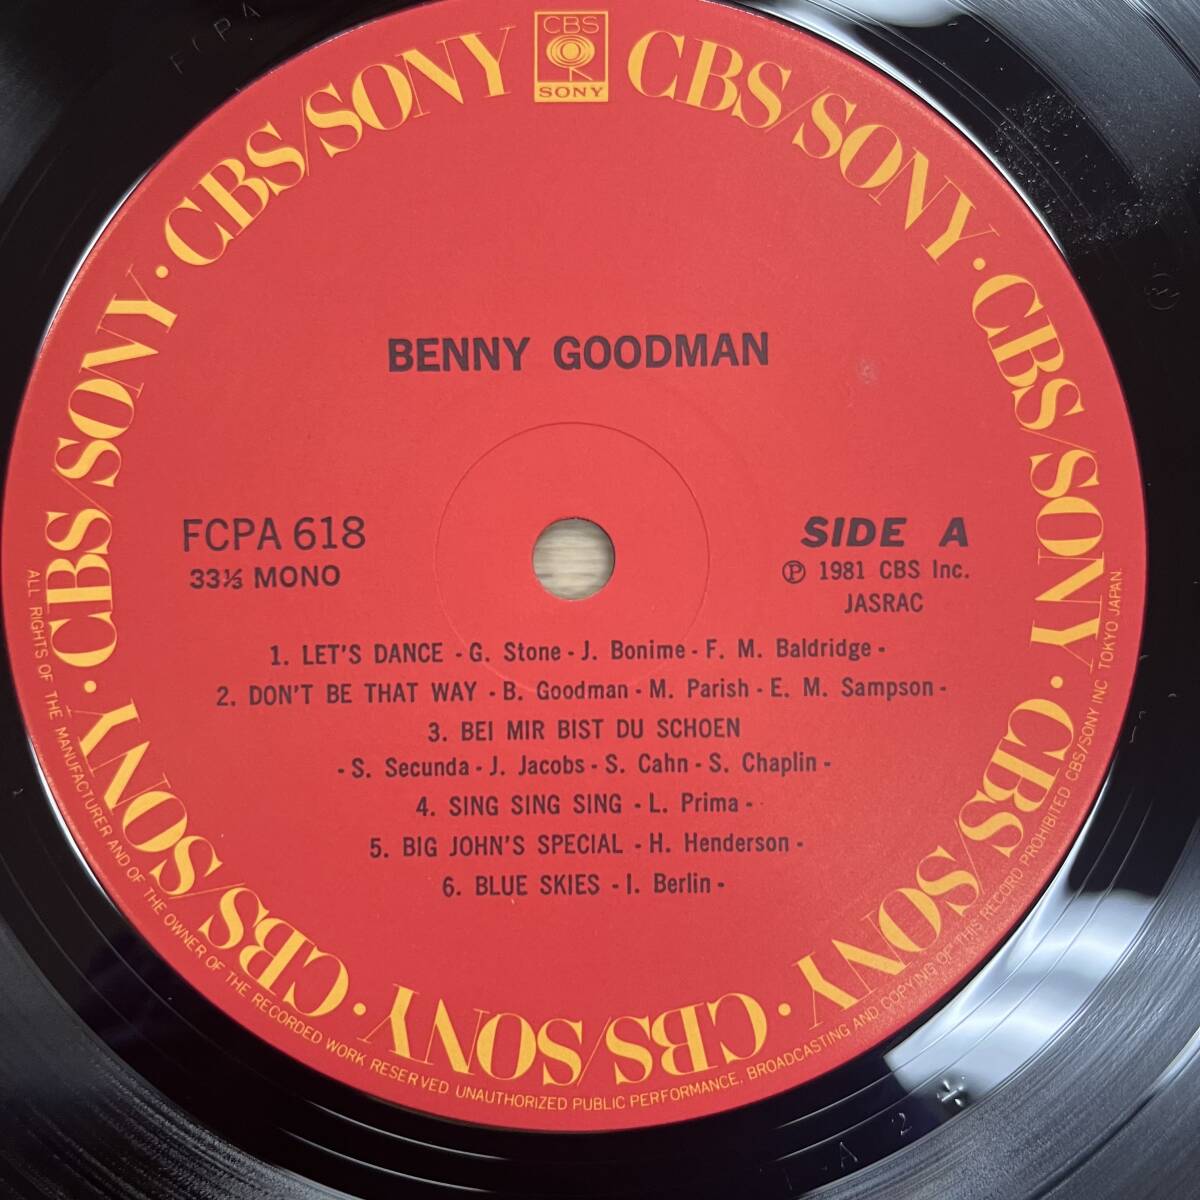 CBS
SONY
CBS/SONY · CBS/SONY · CBS/SONY · CBS/SONY · CBS/SONY · CBS/SONY · CBS/SONY · CBS/SONY
BENNY GOODMAN
FCPA 618
33⅓ MONO
SIDE A
Ⓟ 1981 CBS Inc.
JASRAC
1. LET'S DANCE - G. Stone - J. Bonime - F. M. Baldridge -
2. DON'T BE THAT WAY - B. Goodman - M. Parish - E. M. Sampson -
3. BEI MIR BIST DU SCHOEN
- S. Secunda - J. Jacobs - S. Cahn - S. Chaplin -
4. SING SING SING - L. Prima -
5. BIG JOHN'S SPECIAL - H. Henderson -
6. BLUE SKIES - I. Berlin -
ALL RIGHTS OF THE MANUFACTURER AND OF THE OWNER OF THE RECORDED WORK RESERVED UNAUTHORIZED PUBLIC PERFORMANCE, BROADCASTING AND COPYING OF THIS RECORD PROHIBITED CBS/SONY INC TOKYO JAPAN.
FCPA
A 2